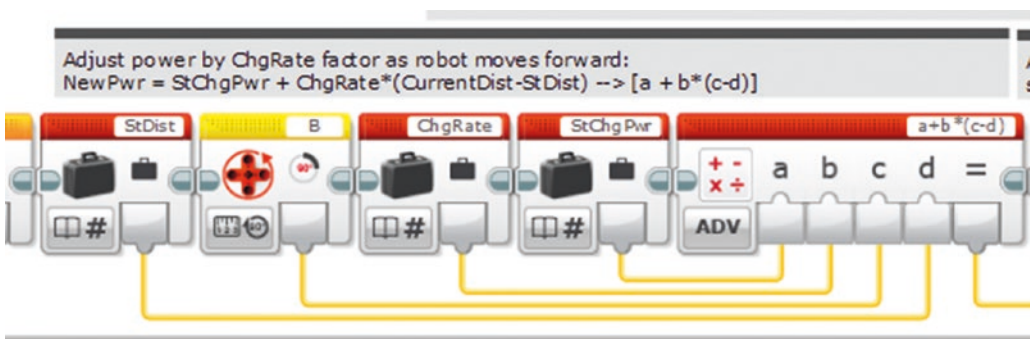 Adjust power by ChgRate factor as robot moves forward:
NewPwr = StChgPwr + ChgRate*(CurrentDist-StDist) --> [a + b*(c-d)]
StDist B ChgRate StChgPwr a+b*(c-d)
a b c d =
# # # ADV